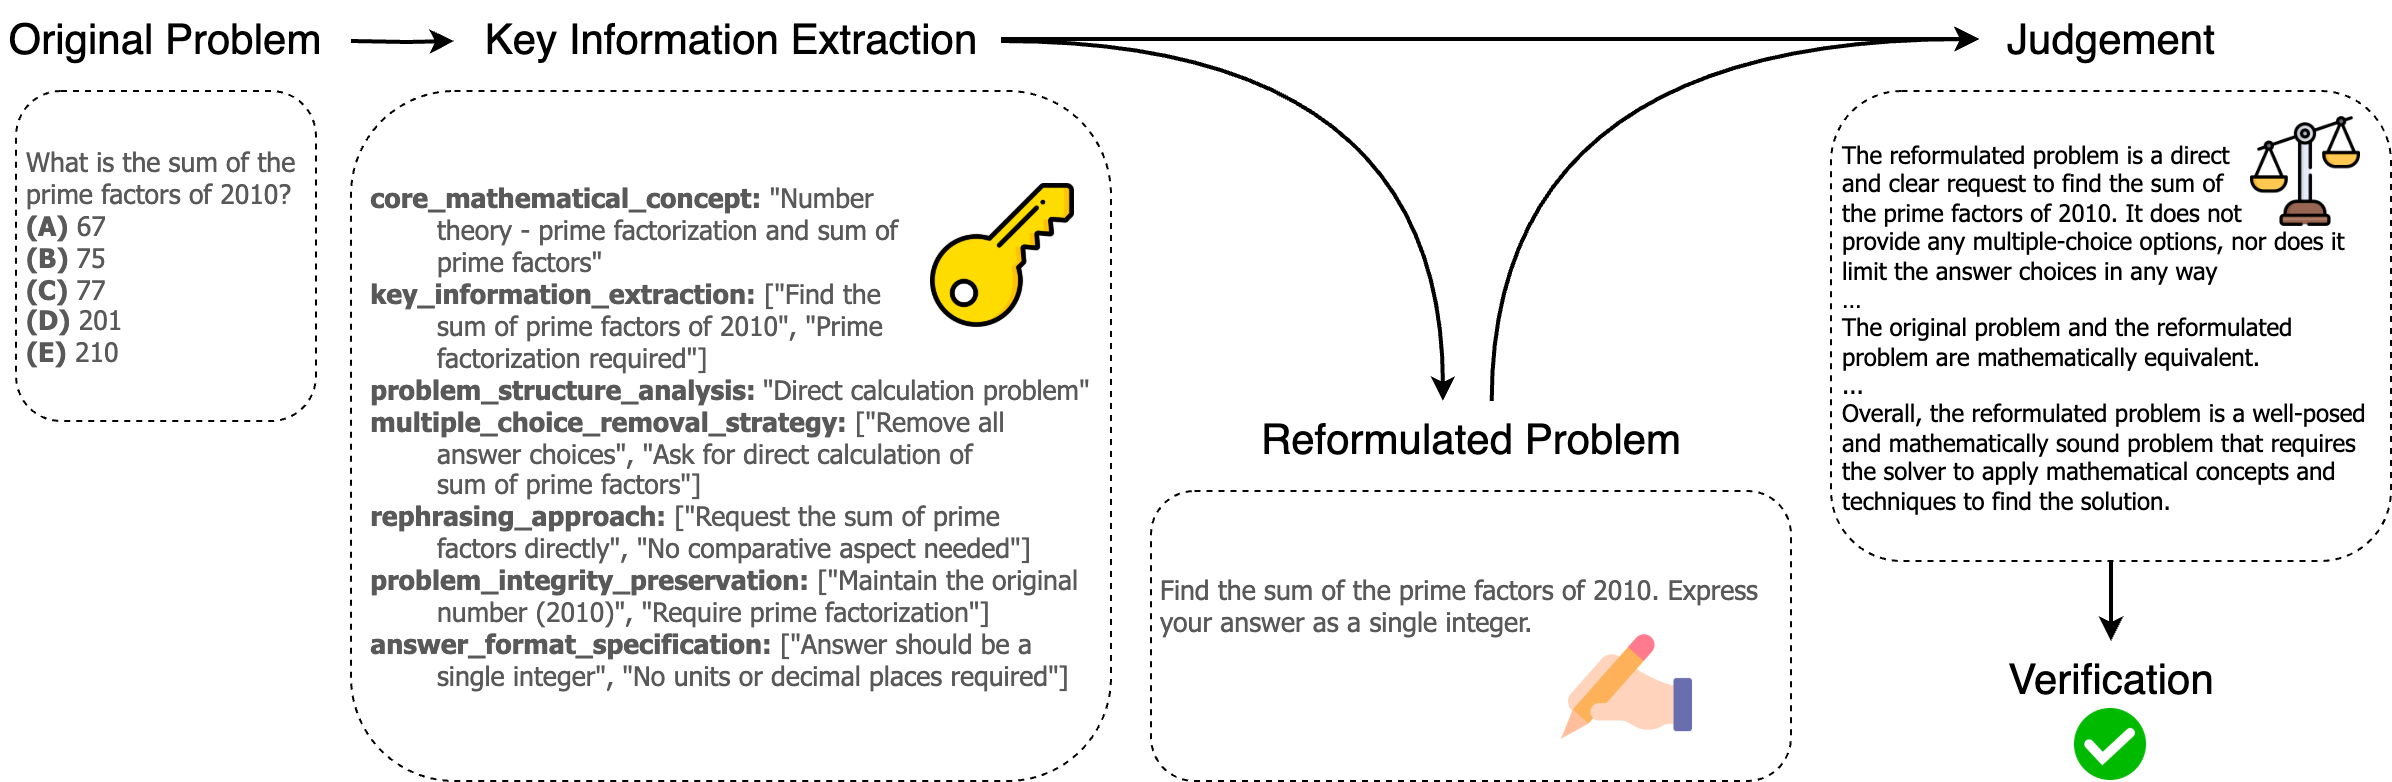 Original Problem
What is the sum of the
prime factors of 2010?
(A) 67
(B) 75
(C) 77
(D) 201
(E) 210
Key Information Extraction
core_mathematical_concept: "Number
theory - prime factorization and sum of
prime factors"
key_information_extraction: ["Find the
sum of prime factors of 2010", "Prime
factorization required"]
problem_structure_analysis: "Direct calculation problem"
multiple_choice_removal_strategy: ["Remove all
answer choices", "Ask for direct calculation of
sum of prime factors"]
rephrasing_approach: ["Request the sum of prime
factors directly", "No comparative aspect needed"]
problem_integrity_preservation: ["Maintain the original
number (2010)", "Require prime factorization"]
answer_format_specification: ["Answer should be a
single integer", "No units or decimal places required"]
Reformulated Problem
Find the sum of the prime factors of 2010. Express
your answer as a single integer.
Judgement
The reformulated problem is a direct
and clear request to find the sum of
the prime factors of 2010. It does not
provide any multiple-choice options, nor does it
limit the answer choices in any way
...
The original problem and the reformulated
problem are mathematically equivalent.
...
Overall, the reformulated problem is a well-posed
and mathematically sound problem that requires
the solver to apply mathematical concepts and
techniques to find the solution.
Verification